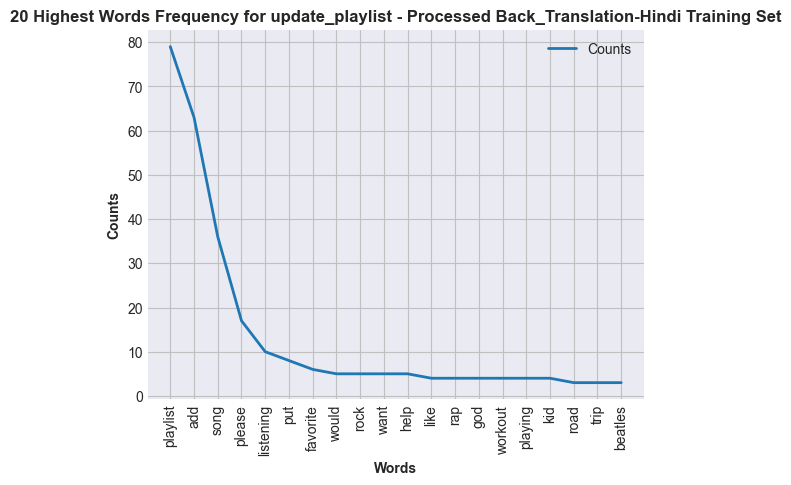 20 Highest Words Frequency for update_playlist - Processed Back_Translation-Hindi Training Set
Counts
80
70
60
50
40
30
20
10
0
Counts
playlist
add
song
please
listening
put
favorite
would
rock
want
help
like
rap
god
workout
playing
kid
road
trip
beatles
Words